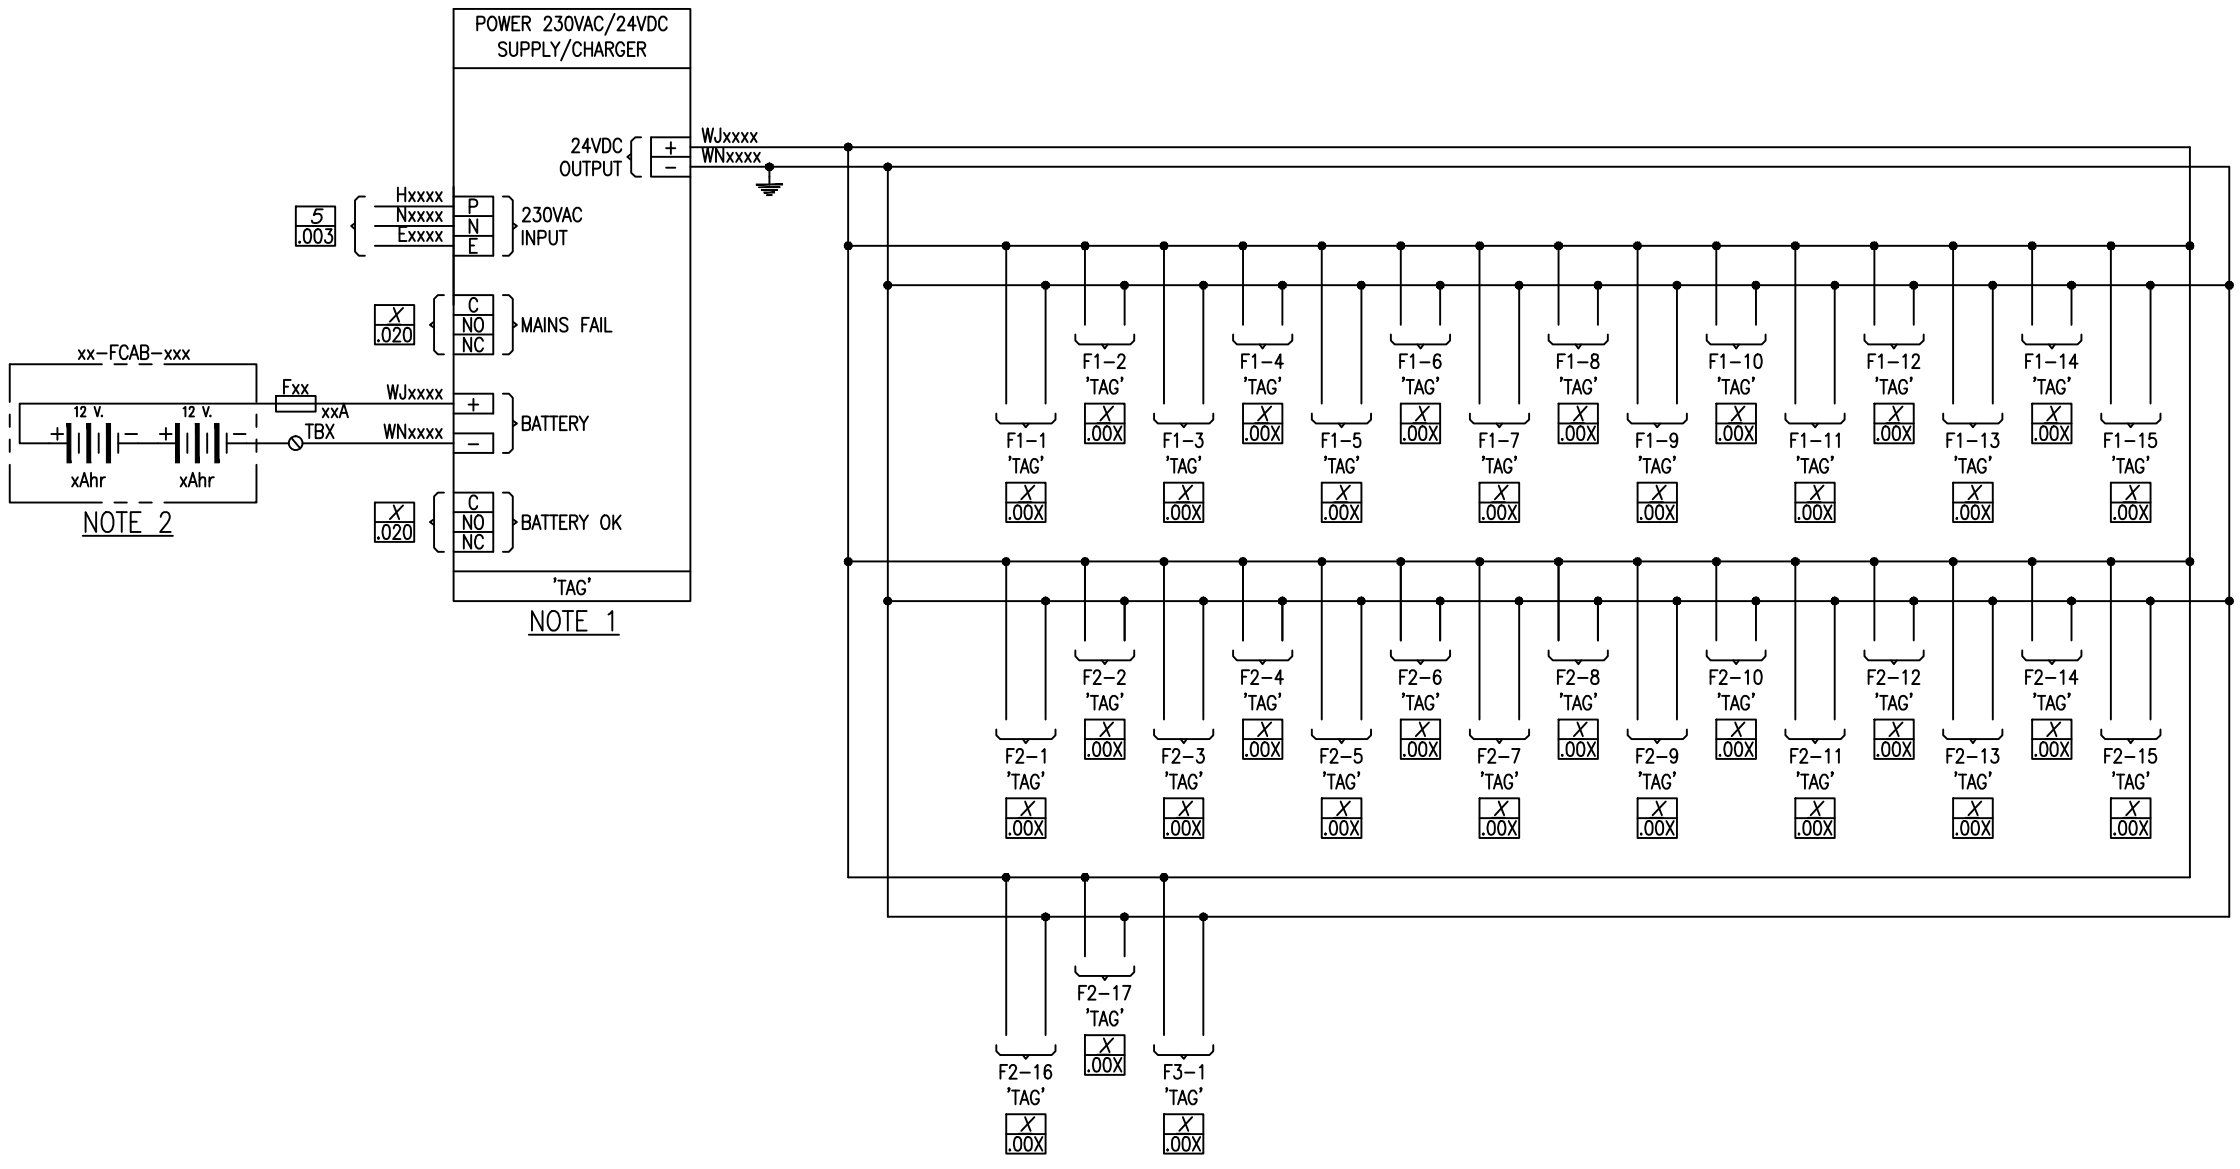 POWER 230VAC/24VDC
SUPPLY/CHARGER
24VDC
OUTPUT
+
−
WJxxxx
WNxxxx
5
.003
Hxxxx
Nxxxx
Exxxx
P
N
E
230VAC
INPUT
X
.020
C
NO
NC
MAINS FAIL
xx-FCAB-xxx
12 V.
12 V.
+
−
+
−
xAhr
xAhr
NOTE 2
Fxx
xxA
TBX
WJxxxx
WNxxxx
+
−
BATTERY
X
.020
C
NO
NC
BATTERY OK
'TAG'
NOTE 1
F1-2
'TAG'
X
.00X
F1-4
'TAG'
X
.00X
F1-6
'TAG'
X
.00X
F1-8
'TAG'
X
.00X
F1-10
'TAG'
X
.00X
F1-12
'TAG'
X
.00X
F1-14
'TAG'
X
.00X
F1-1
'TAG'
X
.00X
F1-3
'TAG'
X
.00X
F1-5
'TAG'
X
.00X
F1-7
'TAG'
X
.00X
F1-9
'TAG'
X
.00X
F1-11
'TAG'
X
.00X
F1-13
'TAG'
X
.00X
F1-15
'TAG'
X
.00X
F2-2
'TAG'
X
.00X
F2-4
'TAG'
X
.00X
F2-6
'TAG'
X
.00X
F2-8
'TAG'
X
.00X
F2-10
'TAG'
X
.00X
F2-12
'TAG'
X
.00X
F2-14
'TAG'
X
.00X
F2-1
'TAG'
X
.00X
F2-3
'TAG'
X
.00X
F2-5
'TAG'
X
.00X
F2-7
'TAG'
X
.00X
F2-9
'TAG'
X
.00X
F2-11
'TAG'
X
.00X
F2-13
'TAG'
X
.00X
F2-15
'TAG'
X
.00X
F2-17
'TAG'
X
.00X
F2-16
'TAG'
X
.00X
F3-1
'TAG'
X
.00X